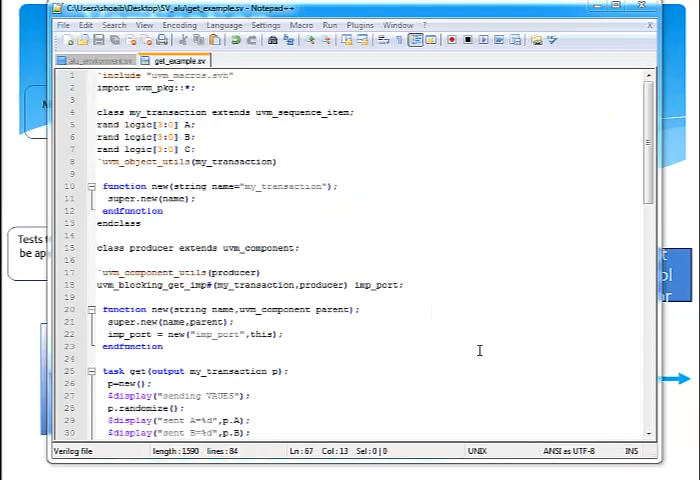 C:\Users\shoaib\Desktop\SV_alu\get_example.sv - Notepad++
File Edit Search View Encoding Language Settings Macro Run Plugins Window ? X
alu_enviorment.sv get_example.sv
1 `include "uvm_macros.svh"
2 import uvm_pkg::*;
3
4 class my_transaction extends uvm_sequence_item;
5 rand logic[3:0] A;
6 rand logic[3:0] B;
7 rand logic[3:0] C;
8 `uvm_object_utils(my_transaction)
9
10 function new(string name="my_transaction");
11 super.new(name);
12 endfunction
13 endclass
14
15 class producer extends uvm_component;
16
17 `uvm_component_utils(producer)
18 uvm_blocking_get_imp#(my_transaction,producer) imp_port;
19
20 function new(string name,uvm_component parent);
21 super.new(name,parent);
22 imp_port = new("imp_port",this);
23 endfunction
24
25 task get(output my_transaction p);
26 p=new();
27 $display("sending VAUES");
28 p.randomize();
29 $display("sent A=%d",p.A);
30 $display("sent B=%d",p.B);
Tests
be ap
Verilog file length : 1590 lines : 84 Ln : 67 Col : 13 Sel : 0 | 0 UNIX ANSI as UTF-8 INS